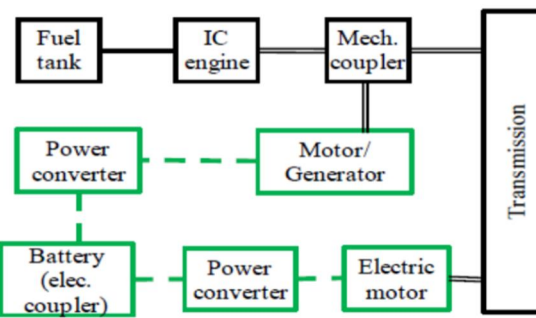 Fuel
tank
IC
engine
Mech.
coupler
Transmission
Power
converter
Motor/
Generator
Battery
(elec.
coupler)
Power
converter
Electric
motor